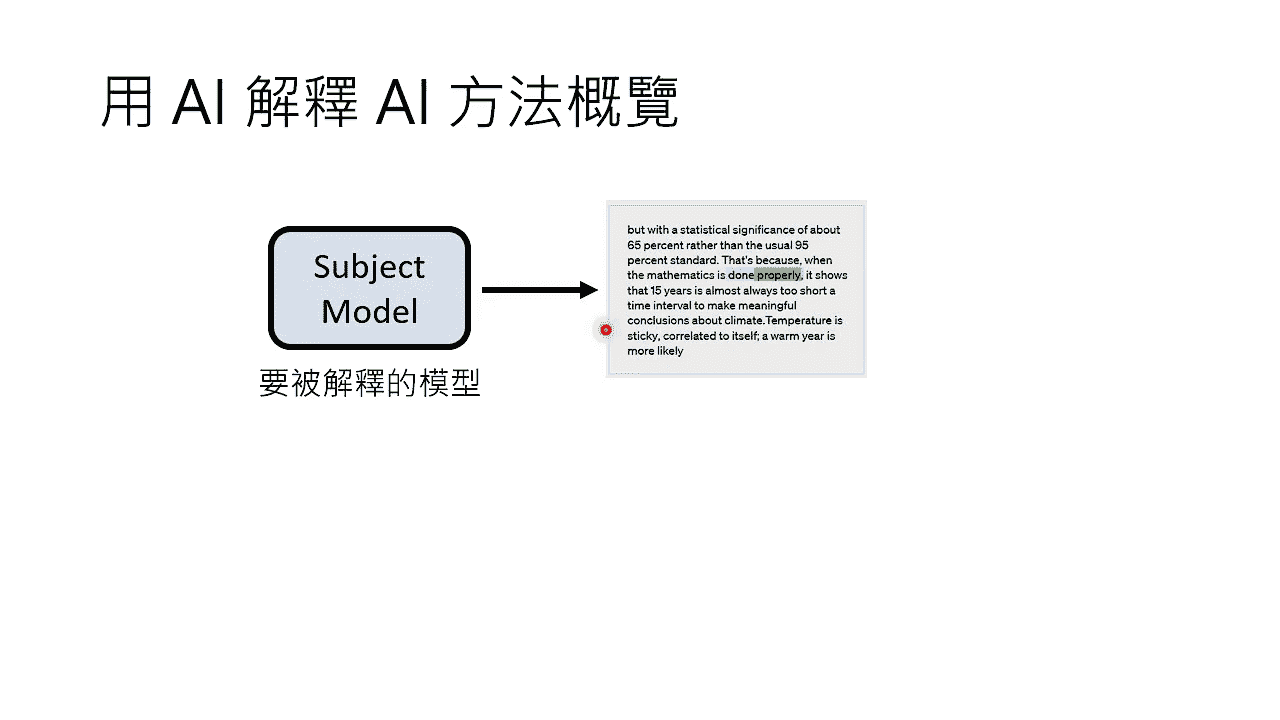 用 AI 解釋 AI 方法概覽
Subject
Model
要被解釋的模型
but with a statistical significance of about
65 percent rather than the usual 95
percent standard. That's because, when
the mathematics is done properly, it shows
that 15 years is almost always too short a
time interval to make meaningful
conclusions about climate.Temperature is
sticky, correlated to itself; a warm year is
more likely